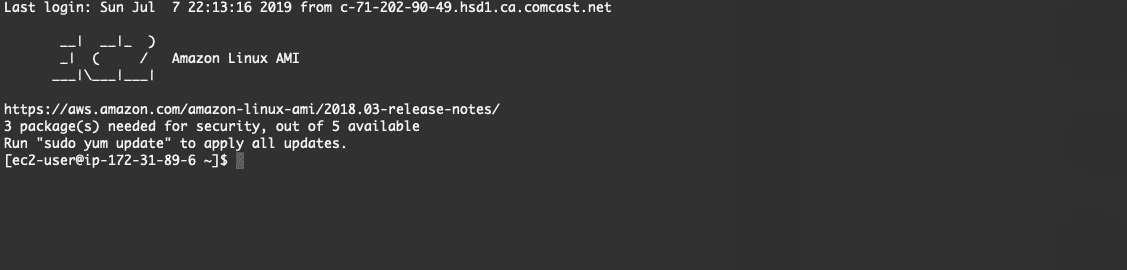 Last login: Sun Jul  7 22:13:16 2019 from c-71-202-90-49.hsd1.ca.comcast.net
       __|  __|_  )
       _|  (     /   Amazon Linux AMI
      ___|\___|___|
https://aws.amazon.com/amazon-linux-ami/2018.03-release-notes/
3 package(s) needed for security, out of 5 available
Run "sudo yum update" to apply all updates.
[ec2-user@ip-172-31-89-6 ~]$